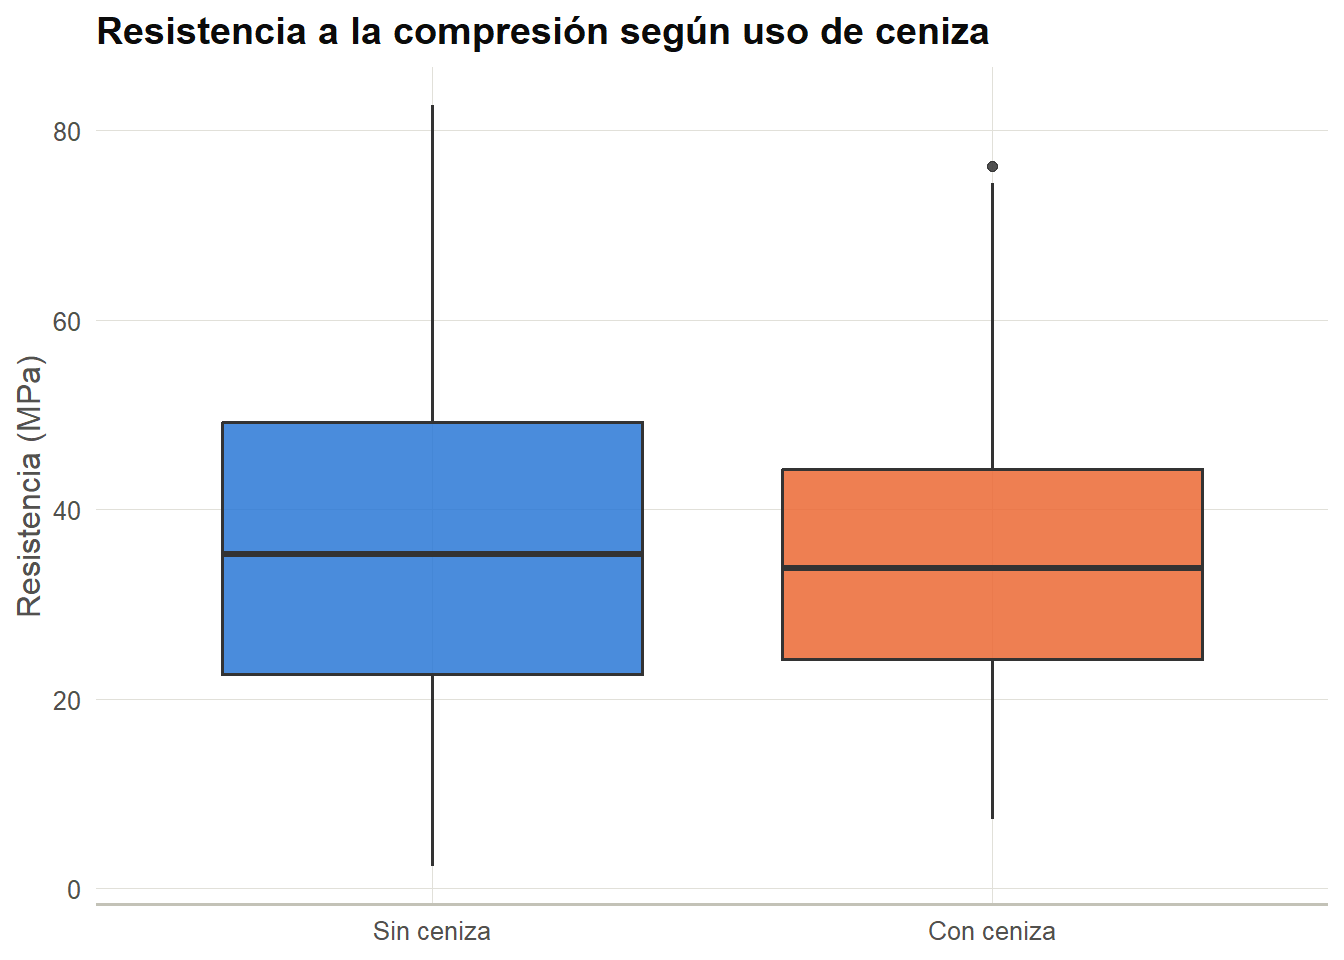 Resistencia a la compresión según uso de ceniza
80
60
40
20
0
Resistencia (MPa)
Sin ceniza
Con ceniza